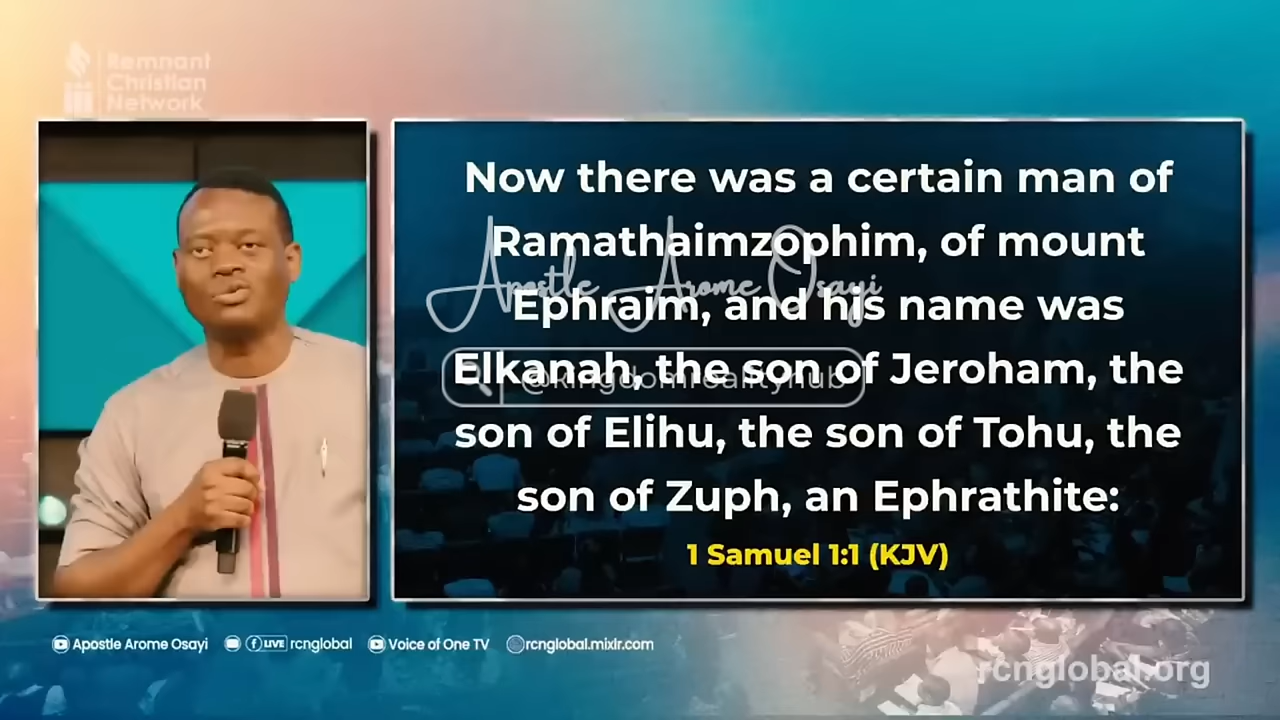 Remnant
Christian
Network
Now there was a certain man of
Ramathaimzophim, of mount
Ephraim, and his name was
Elkanah, the son of Jeroham, the
son of Elihu, the son of Tohu, the
son of Zuph, an Ephrathite:
1 Samuel 1:1 (KJV)
Apostle Arome Osayi
@kingdomrealityhub
Apostle Arome Osayi LIVE rcnglobal Voice of One TV rcnglobal.mixlr.com
rcnglobal.org